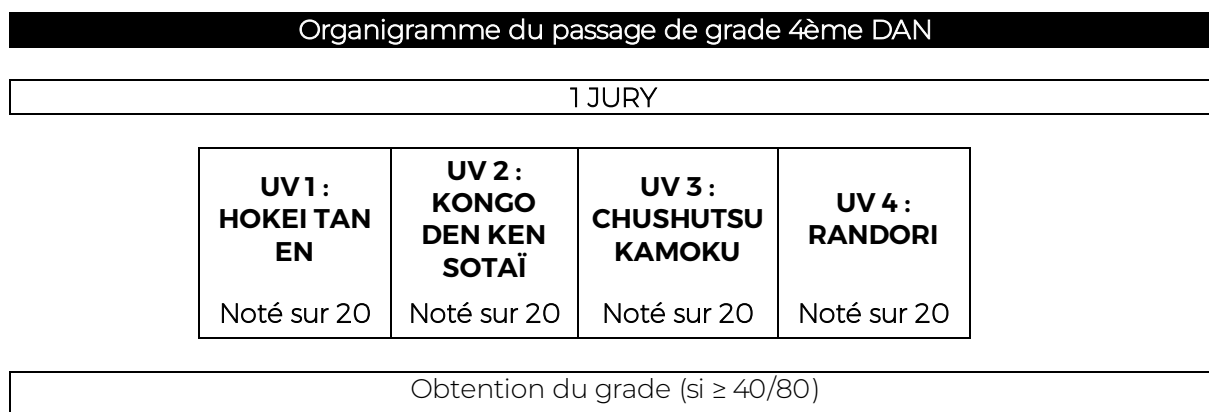 Organigramme du passage de grade 4ème DAN
1 JURY
UV 1 :
HOKEI TAN
EN
Noté sur 20
UV 2 :
KONGO
DEN KEN
SOTAÏ
Noté sur 20
UV 3 :
CHUSHUTSU
KAMOKU
Noté sur 20
UV 4 :
RANDORI
Noté sur 20
Obtention du grade (si ≥ 40/80)